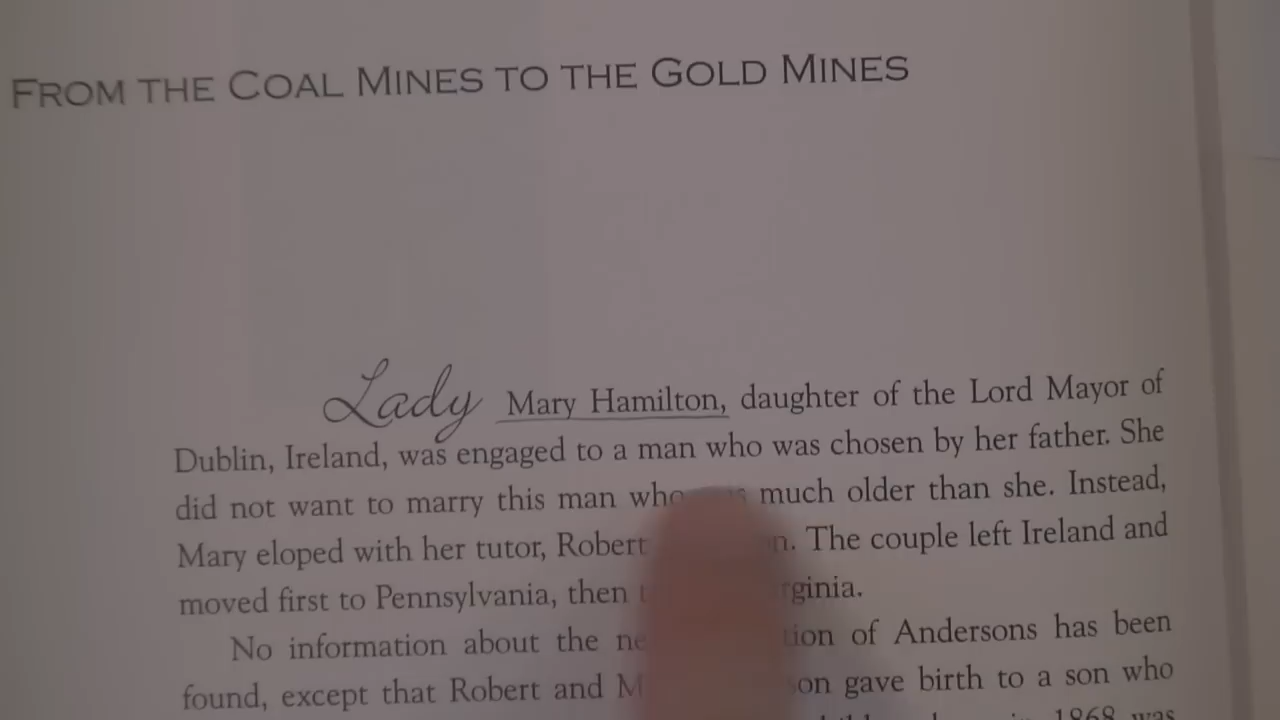 FROM THE COAL MINES TO THE GOLD MINES
Lady Mary Hamilton, daughter of the Lord Mayor of
Dublin, Ireland, was engaged to a man who was chosen by her father. She
did not want to marry this man who much older than she. Instead,
Mary eloped with her tutor, Robert The couple left Ireland and
moved first to Pennsylvania, then
No information about the of Andersons has been
found, except that Robert and gave birth to a son who
1868 was